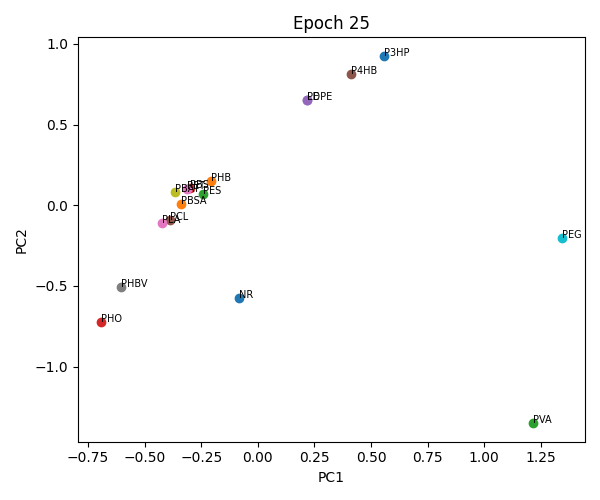 Epoch 25
1.0
0.5
0.0
−0.5
−1.0
PC2
P3HP
P4HB
LDPE
PHB
PES
PBSA
PCL
PLA
PEG
PHBV
NR
PHO
PVA
−0.75
−0.50
−0.25
0.00
0.25
0.50
0.75
1.00
1.25
PC1